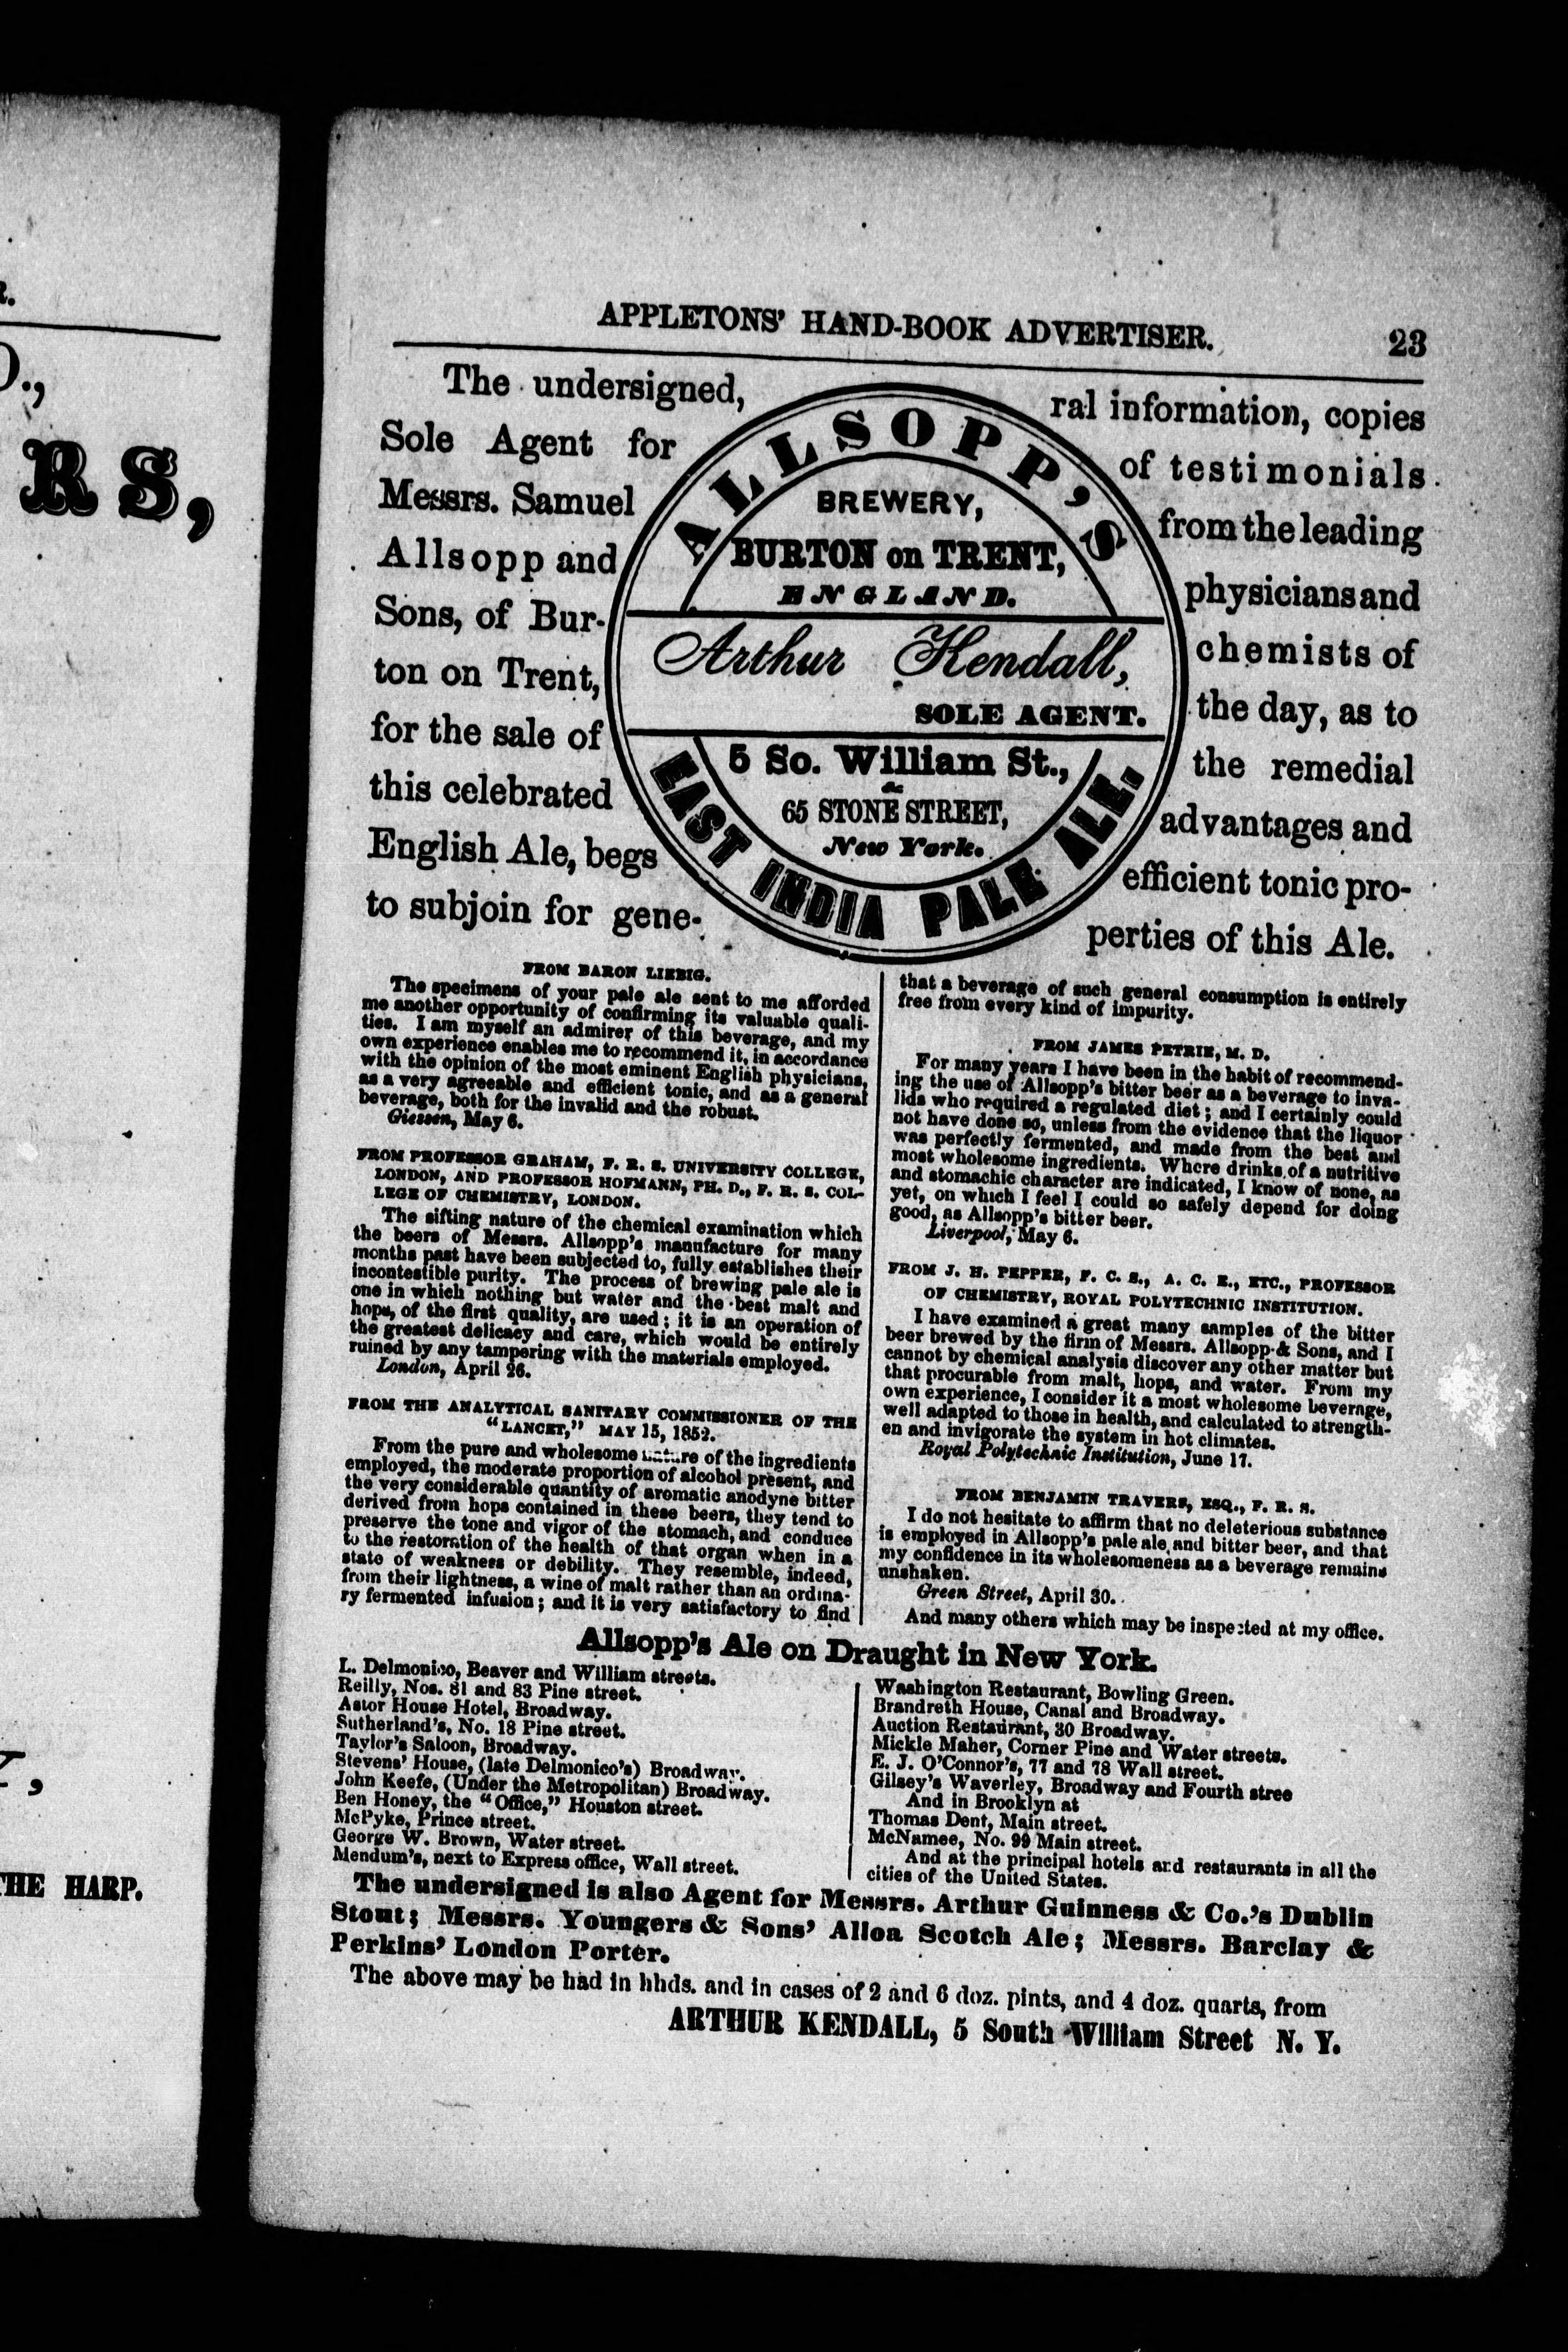 R.
O.,
RS,
Y,
THE HARP.
APPLETONS' HAND-BOOK ADVERTISER. 23
The undersigned,
Sole Agent for
Messrs. Samuel
Allsopp and
Sons, of Bur-
ton on Trent,
for the sale of
this celebrated
English Ale, begs
to subjoin for gene-
ALLSOPP'S
BREWERY,
BURTON on TRENT,
ENGLAND.
Arthur Kendall,
SOLE AGENT.
5 So. William St.,
&
65 STONE STREET,
New York.
EAST INDIA PALE ALE.
ral information, copies
of testimonials
from the leading
physicians and
chemists of
the day, as to
the remedial
advantages and
efficient tonic pro-
perties of this Ale.
FROM BARON LIEBIG.
The specimens of your pale ale sent to me afforded
me another opportunity of confirming its valuable quali-
ties. I am myself an admirer of this beverage, and my
own experience enables me to recommend it, in accordance
with the opinion of the most eminent English physicians,
as a very agreeable and efficient tonic, and as a general
beverage, both for the invalid and the robust.
Giessen, May 6.
FROM PROFESSOR GRAHAM, F. R. S. UNIVERSITY COLLEGE,
LONDON, AND PROFESSOR HOFMANN, PH. D., F. R. S. COL-
LEGE OF CHEMISTRY, LONDON.
The sifting nature of the chemical examination which
the beers of Messrs. Allsopp's manufacture for many
months past have been subjected to, fully establishes their
incontestible purity. The process of brewing pale ale is
one in which nothing but water and the best malt and
hops, of the first quality, are used; it is an operation of
the greatest delicacy and care, which would be entirely
ruined by any tampering with the materials employed.
London, April 26.
FROM THE ANALYTICAL SANITARY COMMISSIONER OF THE
"LANCET," MAY 15, 1852.
From the pure and wholesome nature of the ingredients
employed, the moderate proportion of alcohol present, and
the very considerable quantity of aromatic anodyne bitter
derived from hops contained in these beers, they tend to
preserve the tone and vigor of the stomach, and conduce
to the restoration of the health of that organ when in a
state of weakness or debility. They resemble, indeed,
from their lightness, a wine of malt rather than an ordina-
ry fermented infusion; and it is very satisfactory to find
that a beverage of such general consumption is entirely
free from every kind of impurity.
FROM JAMES PETRIE, M. D.
For many years I have been in the habit of recommend-
ing the use of Allsopp's bitter beer as a beverage to inva-
lids who required a regulated diet; and I certainly could
not have done so, unless from the evidence that the liquor
was perfectly fermented, and made from the best and
most wholesome ingredients. Where drinks of a nutritive
and stomachic character are indicated, I know of none, as
yet, on which I feel I could so safely depend for doing
good, as Allsopp's bitter beer.
Liverpool, May 6.
FROM J. H. PEPPER, F. C. S., A. C. E., ETC., PROFESSOR
OF CHEMISTRY, ROYAL POLYTECHNIC INSTITUTION.
I have examined a great many samples of the bitter
beer brewed by the firm of Messrs. Allsopp & Sons, and I
cannot by chemical analysis discover any other matter but
that procurable from malt, hops, and water. From my
own experience, I consider it a most wholesome beverage,
well adapted to those in health, and calculated to strength-
en and invigorate the system in hot climates.
Royal Polytechnic Institution, June 17.
FROM BENJAMIN TRAVERS, ESQ., F. R. S.
I do not hesitate to affirm that no deleterious substance
is employed in Allsopp's pale ale and bitter beer, and that
my confidence in its wholesomeness as a beverage remains
unshaken.
Green Street, April 30.
And many others which may be inspected at my office.
Allsopp's Ale on Draught in New York.
L. Delmonico, Beaver and William streets.
Reilly, Nos. 81 and 83 Pine street.
Astor House Hotel, Broadway.
Sutherland's, No. 18 Pine street.
Taylor's Saloon, Broadway.
Stevens' House, (late Delmonico's) Broadway.
John Keefe, (Under the Metropolitan) Broadway.
Ben Honey, the "Office," Houston street.
McPyke, Prince street.
George W. Brown, Water street.
Mendum's, next to Express office, Wall street.
Washington Restaurant, Bowling Green.
Brandreth House, Canal and Broadway.
Auction Restaurant, 30 Broadway.
Mickle Maher, Corner Pine and Water streets.
E. J. O'Connor's, 77 and 78 Wall street.
Gilsey's Waverley, Broadway and Fourth stree
And in Brooklyn at
Thomas Dent, Main street.
McNamee, No. 99 Main street.
And at the principal hotels and restaurants in all the
cities of the United States.
The undersigned is also Agent for Messrs. Arthur Guinness & Co.'s Dublin
Stout; Messrs. Youngers & Sons' Alloa Scotch Ale; Messrs. Barclay &
Perkins' London Porter.
The above may be had in hhds. and in cases of 2 and 6 doz. pints, and 4 doz. quarts, from
ARTHUR KENDALL, 5 South William Street N. Y.